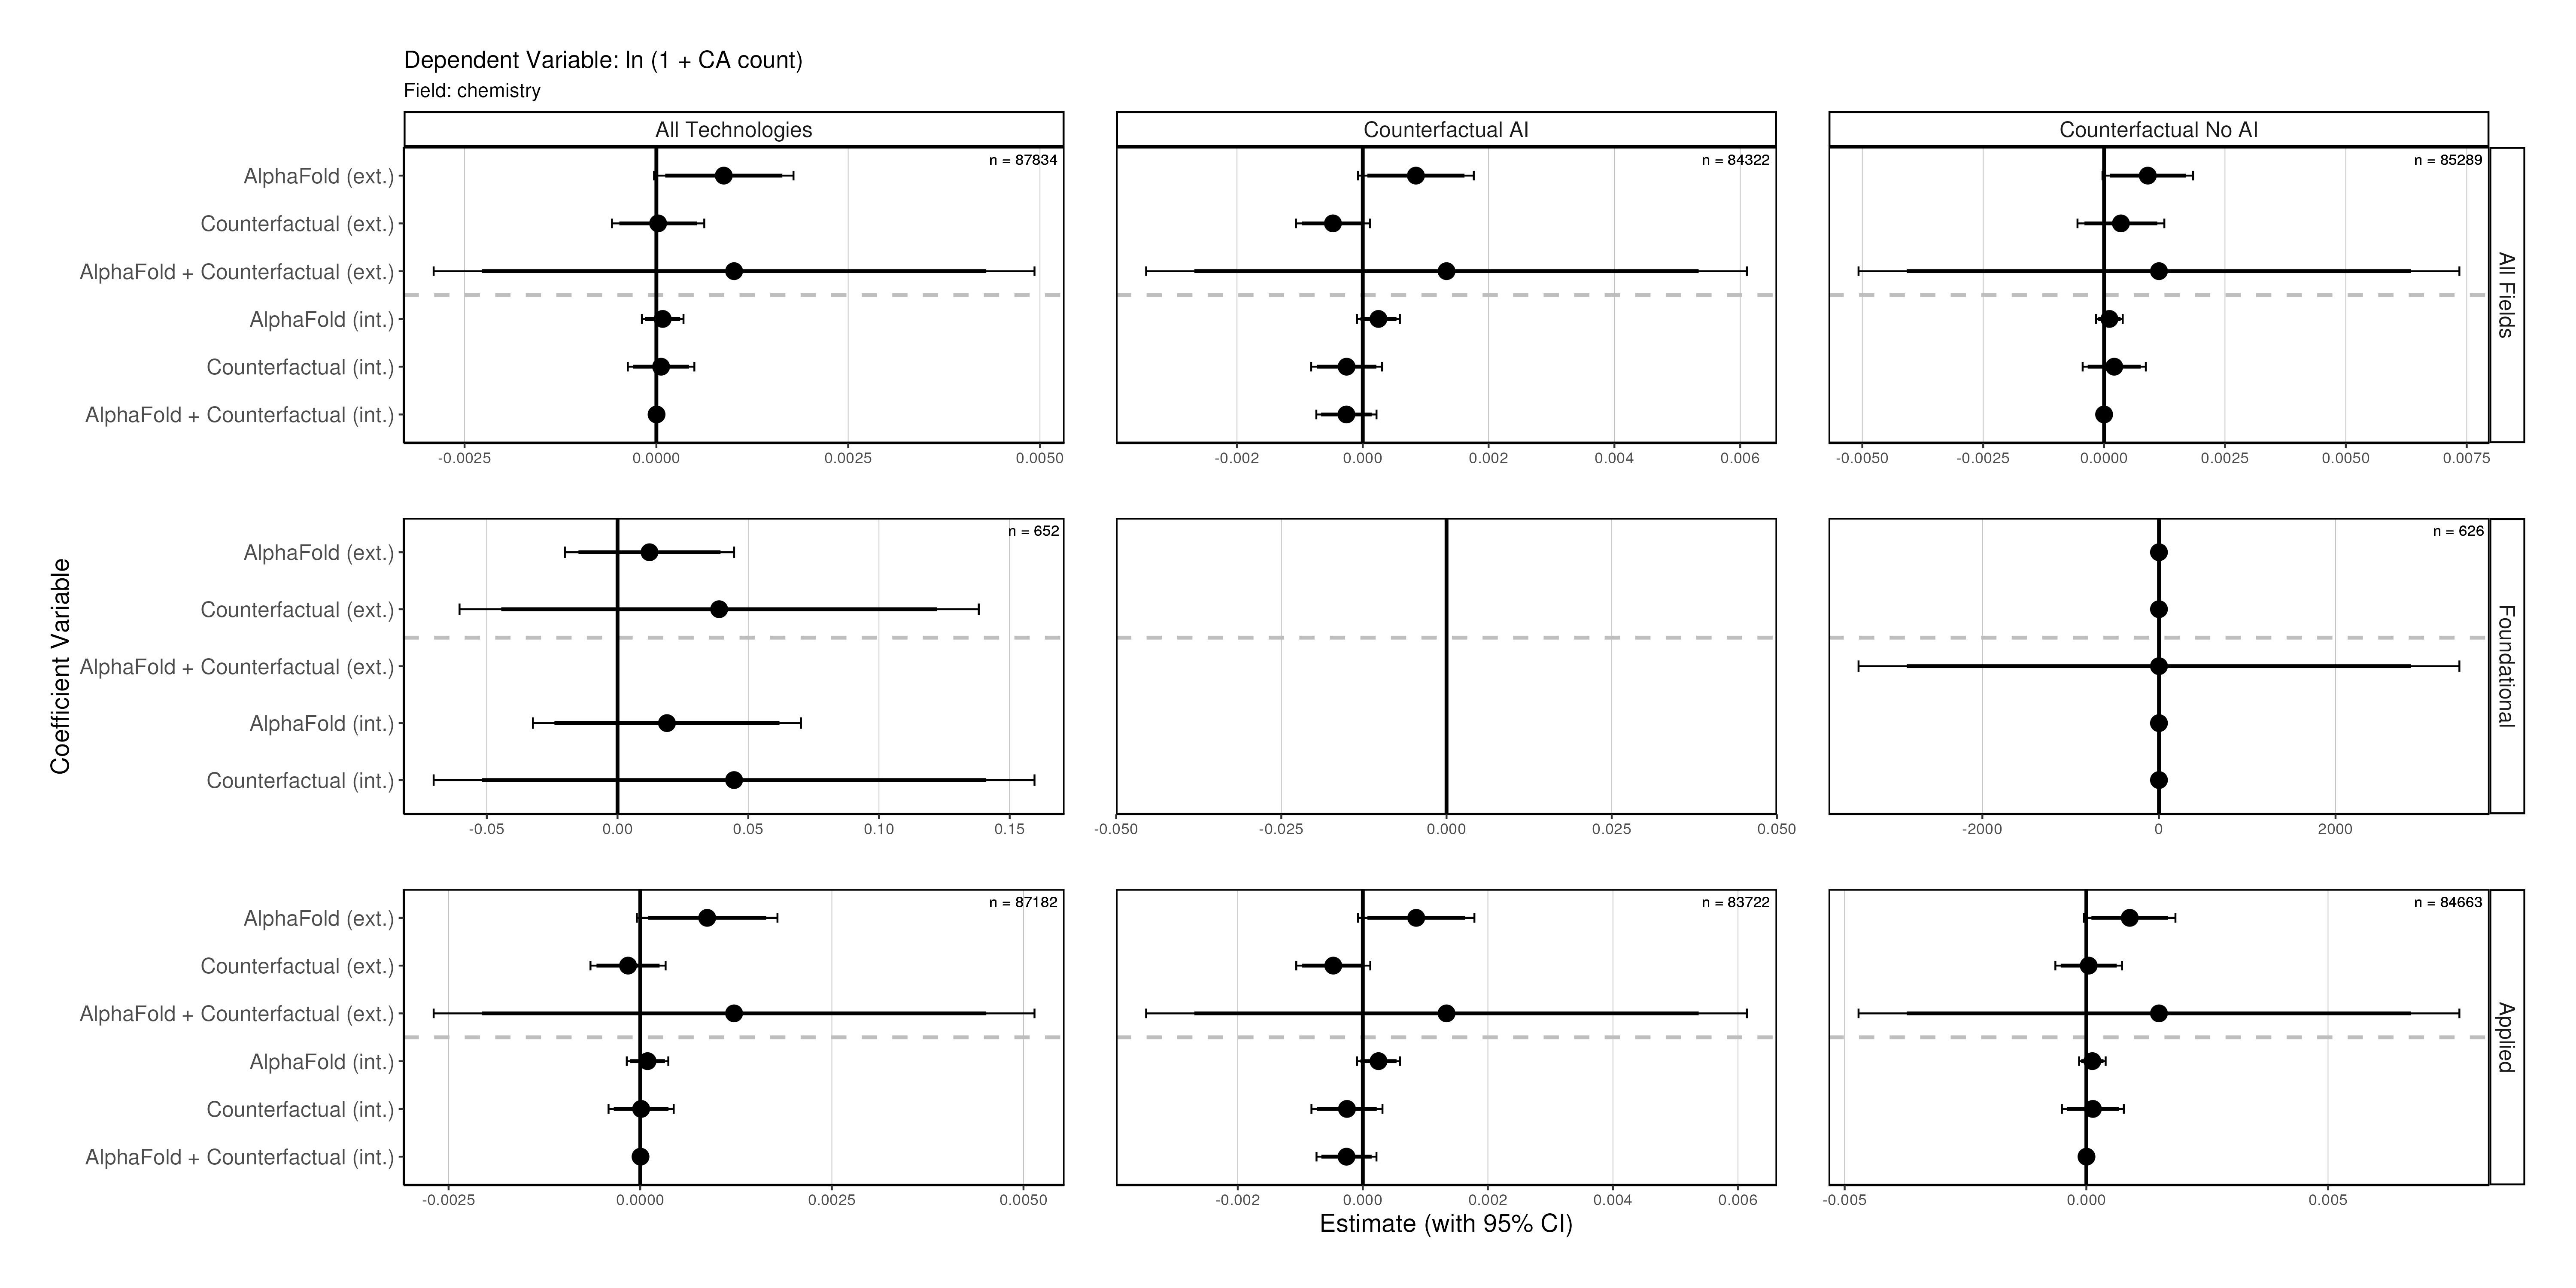 Dependent Variable: ln (1 + CA count)
Field: chemistry
All Technologies
Counterfactual AI
Counterfactual No AI
n = 87834
n = 84322
n = 85289
AlphaFold (ext.)
Counterfactual (ext.)
AlphaFold + Counterfactual (ext.)
AlphaFold (int.)
Counterfactual (int.)
AlphaFold + Counterfactual (int.)
All Fields
-0.0025 0.0000 0.0025 0.0050
-0.002 0.000 0.002 0.004 0.006
-0.0050 -0.0025 0.0000 0.0025 0.0050 0.0075
Coefficient Variable
n = 652
n = 626
AlphaFold (ext.)
Counterfactual (ext.)
AlphaFold + Counterfactual (ext.)
AlphaFold (int.)
Counterfactual (int.)
Foundational
-0.05 0.00 0.05 0.10 0.15
-0.050 -0.025 0.000 0.025 0.050
-2000 0 2000
n = 87182
n = 83722
n = 84663
AlphaFold (ext.)
Counterfactual (ext.)
AlphaFold + Counterfactual (ext.)
AlphaFold (int.)
Counterfactual (int.)
AlphaFold + Counterfactual (int.)
Applied
-0.0025 0.0000 0.0025 0.0050
-0.002 0.000 0.002 0.004 0.006
-0.005 0.000 0.005
Estimate (with 95% CI)